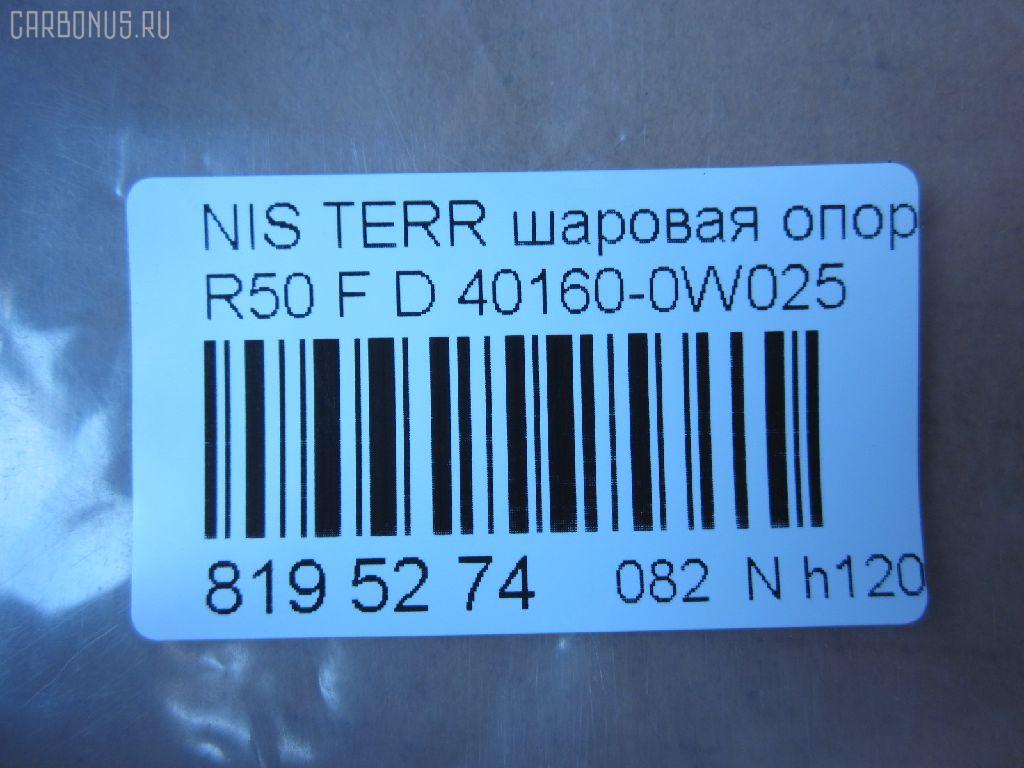 CARBONUS.RU
NIS TERR шаровая опор
R50 F D 40160-0W025
819 52 74 082 N h120